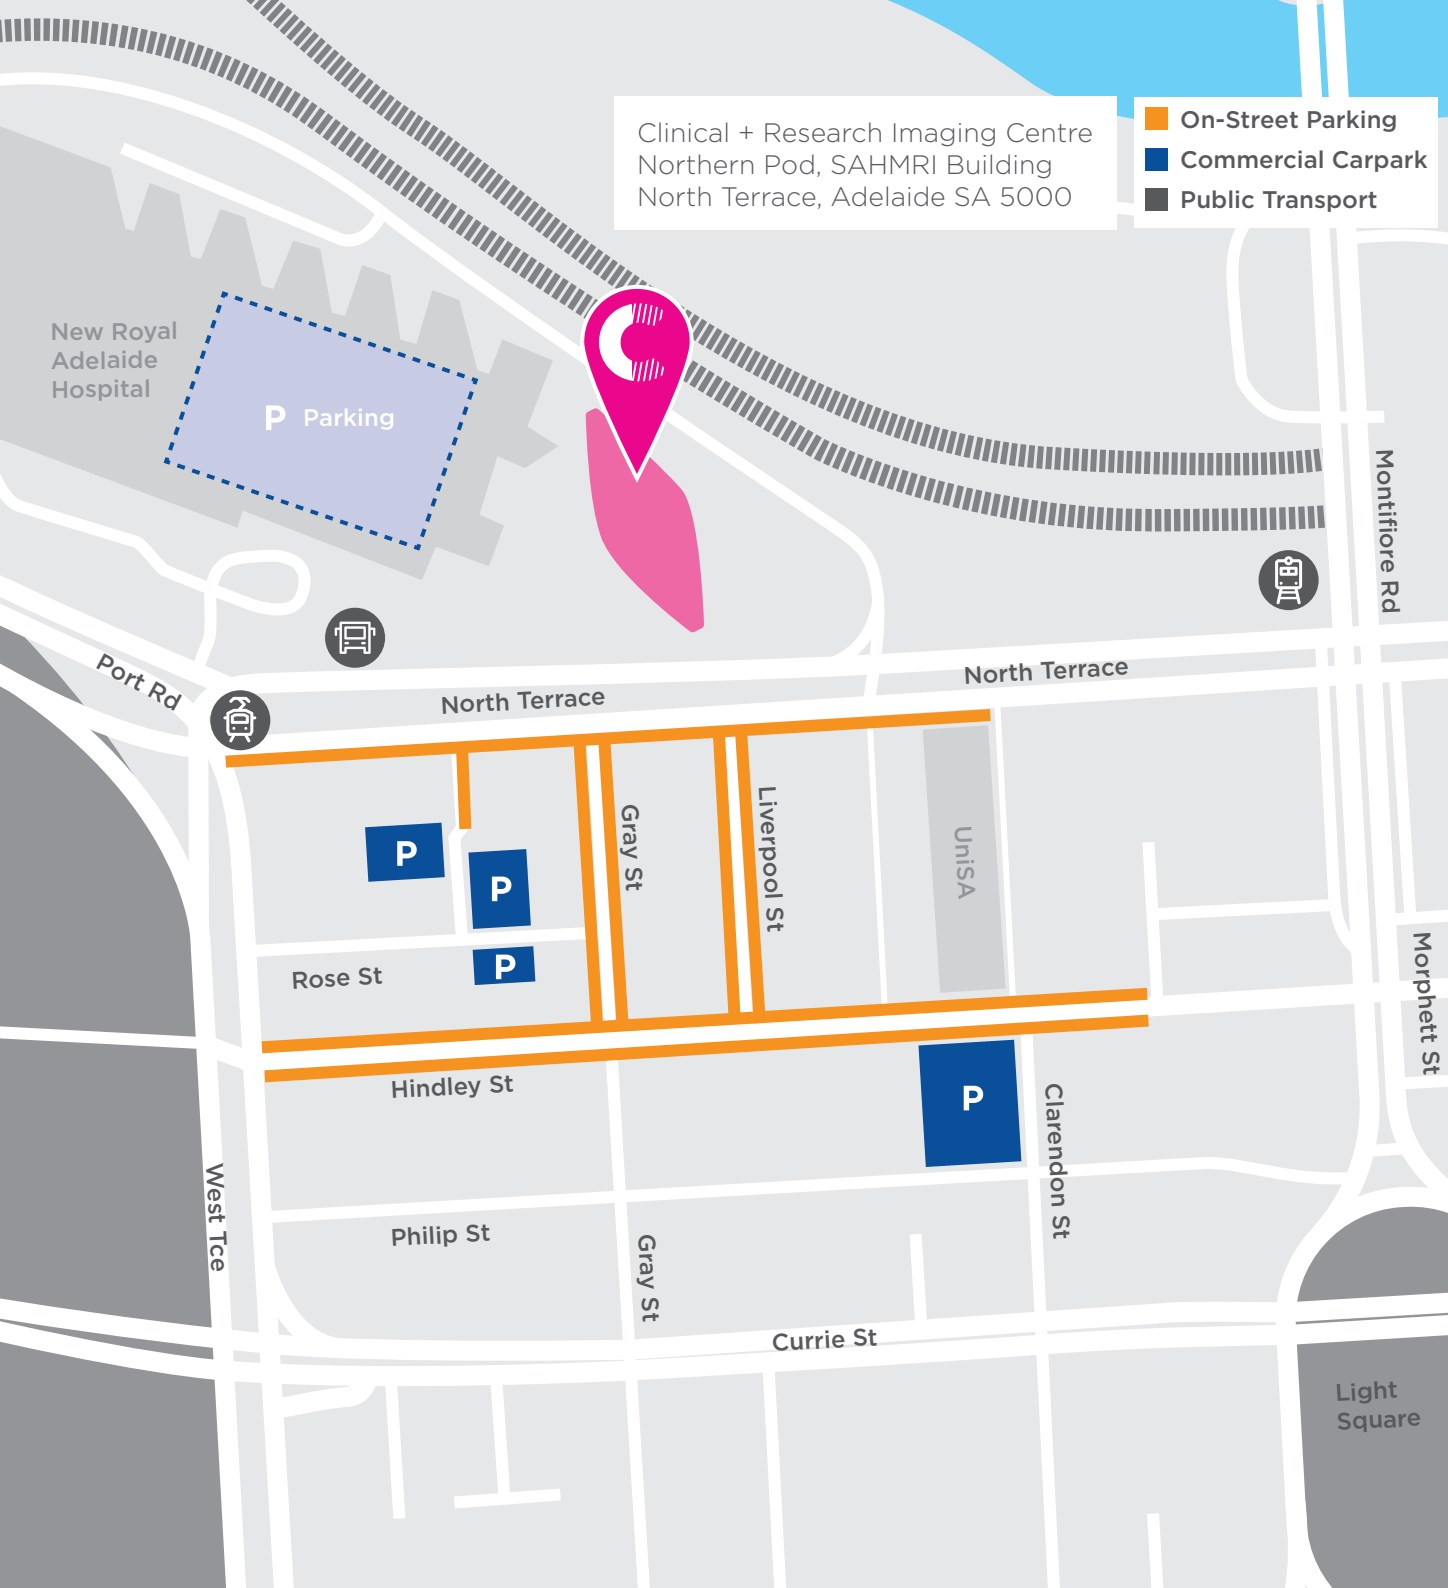 Clinical + Research Imaging Centre
Northern Pod, SAHMRI Building
North Terrace, Adelaide SA 5000
On-Street Parking
Commercial Carpark
Public Transport
New Royal
Adelaide
Hospital
P Parking
Montifiore Rd
Port Rd
North Terrace
North Terrace
Gray St
Liverpool St
UniSA
P
P
P
Rose St
Hindley St
P
Morphett St
Clarendon St
West Tce
Philip St
Gray St
Currie St
Light
Square